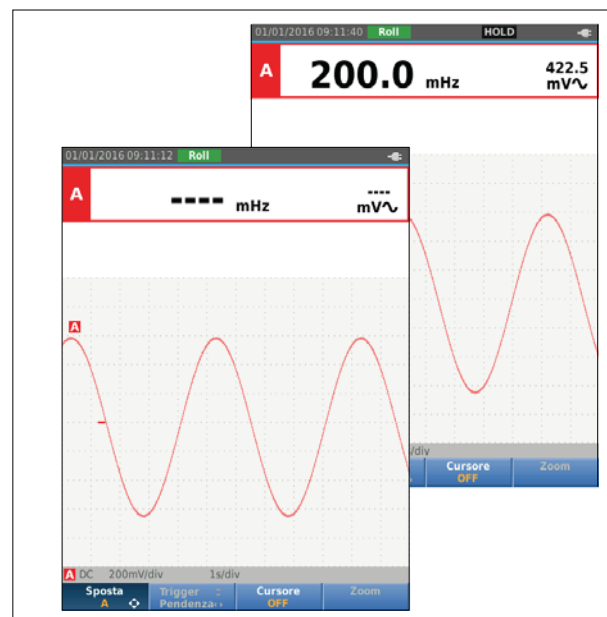 01/01/2016 09:11:40 Roll HOLD
A 200.0 mHz 422.5 mV
/div
Cursore Zoom
OFF
01/01/2016 09:11:12 Roll
A ---- mHz ---- mV
A
A DC 200mV/div 1s/div
Sposta Trigger : Cursore Zoom
A Pendenza‹› OFF